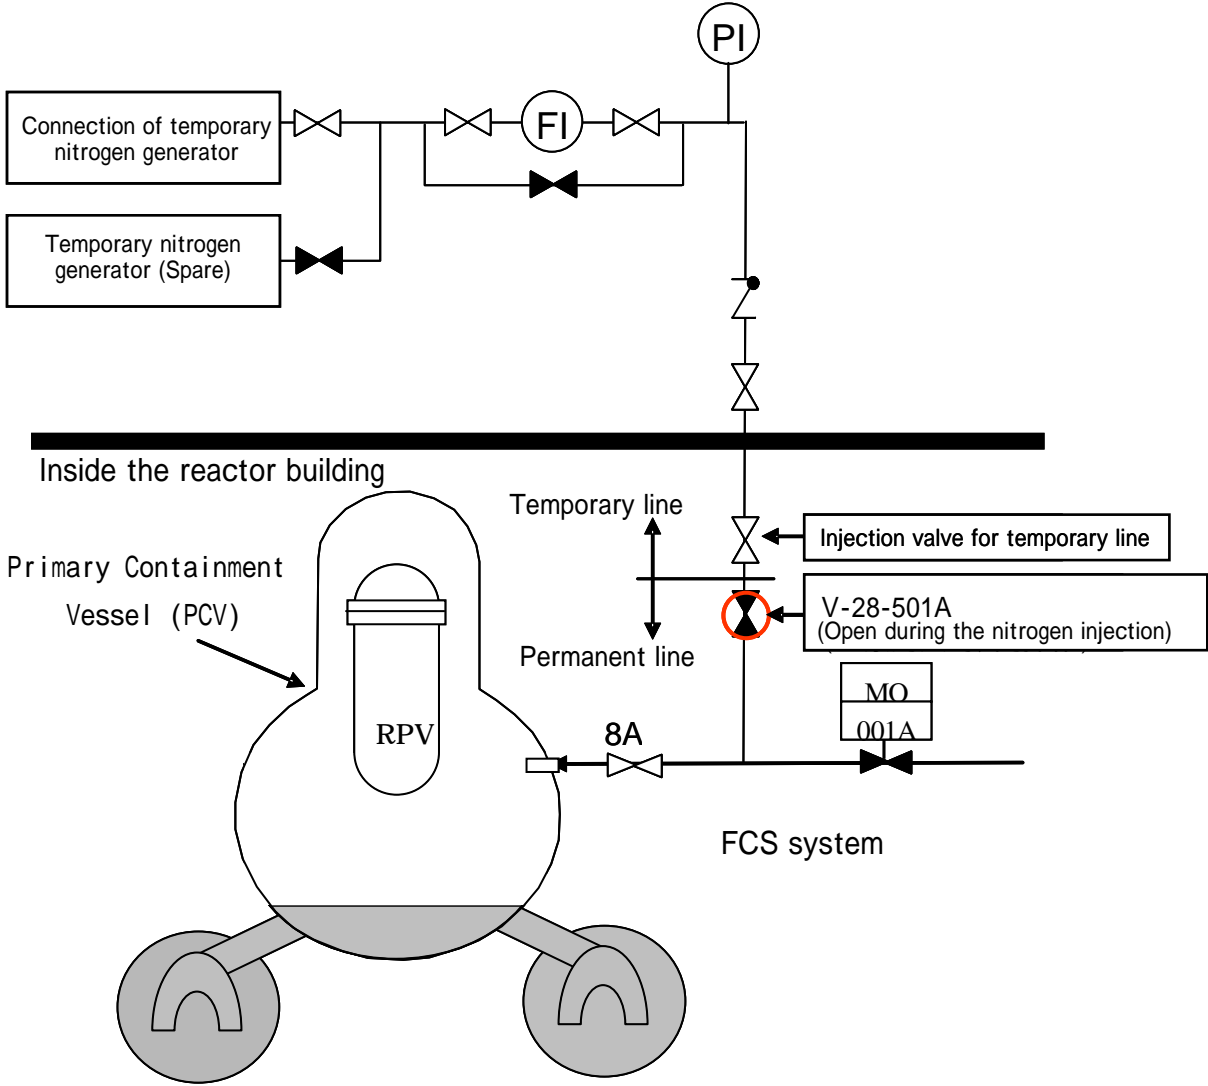 PI
Connection of temporary
nitrogen generator
FI
Temporary nitrogen
generator (Spare)
Inside the reactor building
Temporary line
Injection valve for temporary line
Primary Containment
Vessel (PCV)
V-28-501A
(Open during the nitrogen injection)
Permanent line
MO
001A
RPV
8A
FCS system